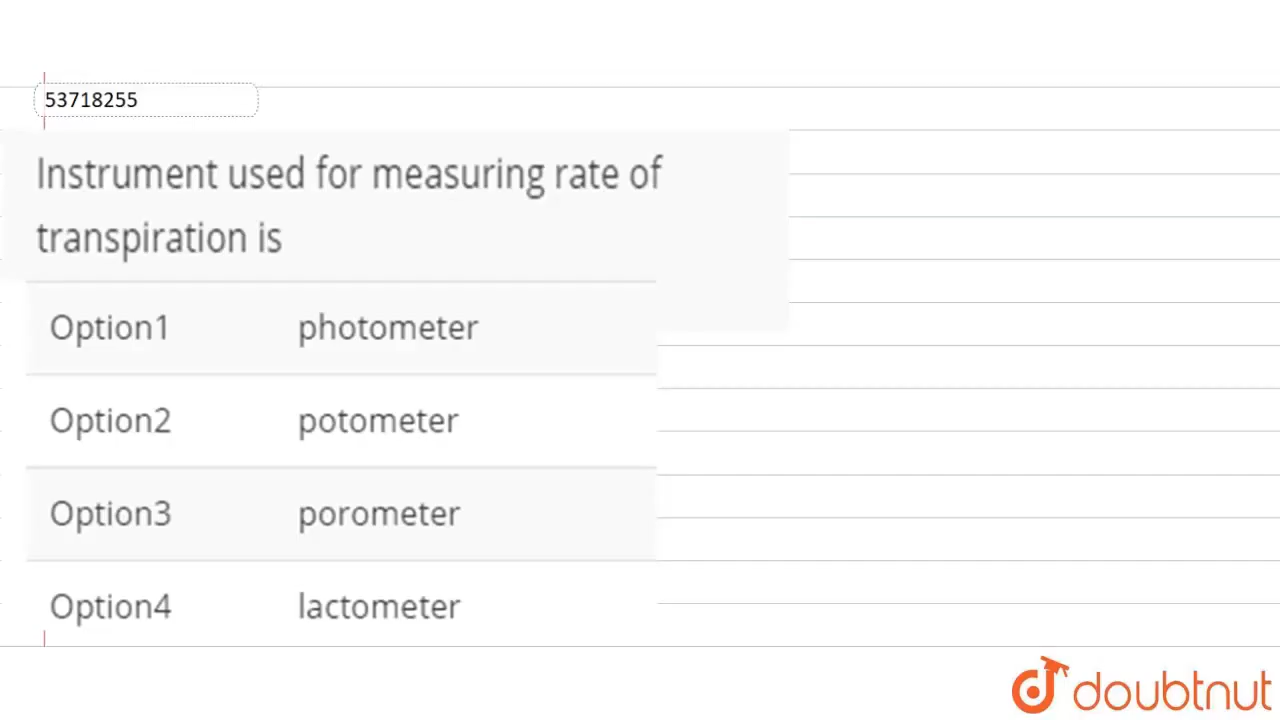 53718255
Instrument used for measuring rate of
transpiration is
Option1 photometer
Option2 potometer
Option3 porometer
Option4 lactometer
doubtnut